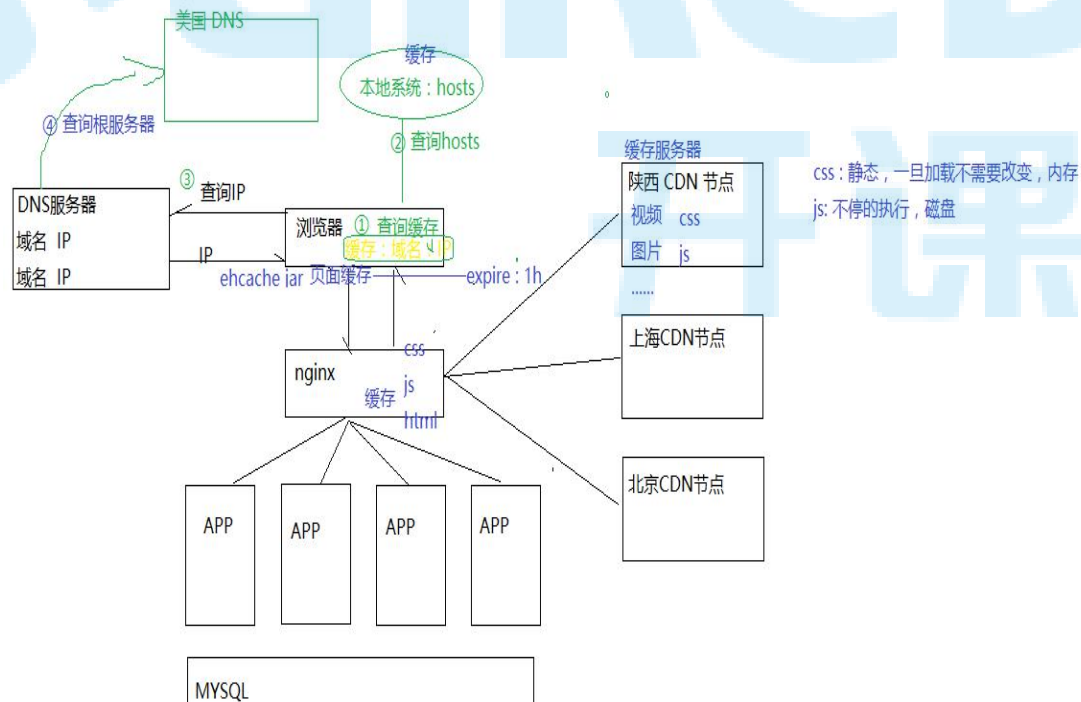 美国 DNS
缓存
本地系统：hosts
④ 查询根服务器
② 查询hosts
缓存服务器
陕西 CDN 节点
视频 css
图片 js
......
css：静态，一旦加载不需要改变，内存
js: 不停的执行，磁盘
③ 查询IP
DNS服务器
域名 IP
域名 IP
IP
浏览器 ① 查询缓存
缓存：域名：IP
ehcache jar 页面缓存
expire：1h
上海CDN节点
nginx
缓存
css
js
html
北京CDN节点
APP
APP
APP
APP
MYSQL
开课